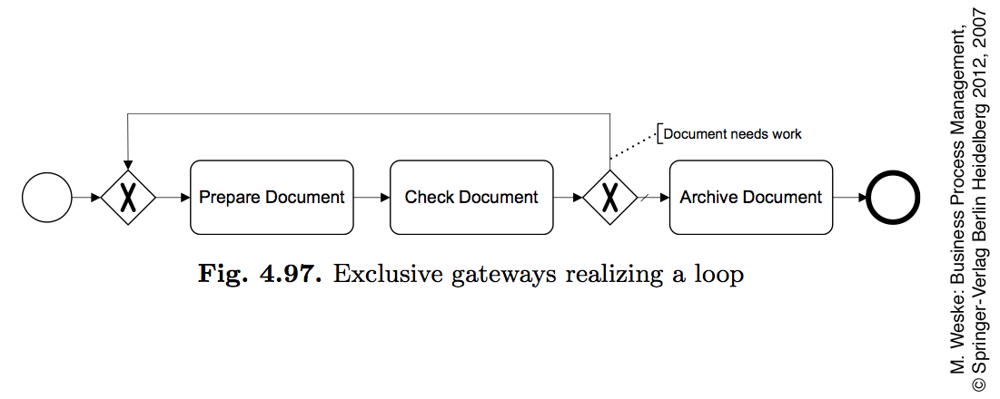 Document needs work
X
Prepare Document
Check Document
X
Archive Document
Fig. 4.97. Exclusive gateways realizing a loop
M. Weske: Business Process Management,
© Springer-Verlag Berlin Heidelberg 2012, 2007